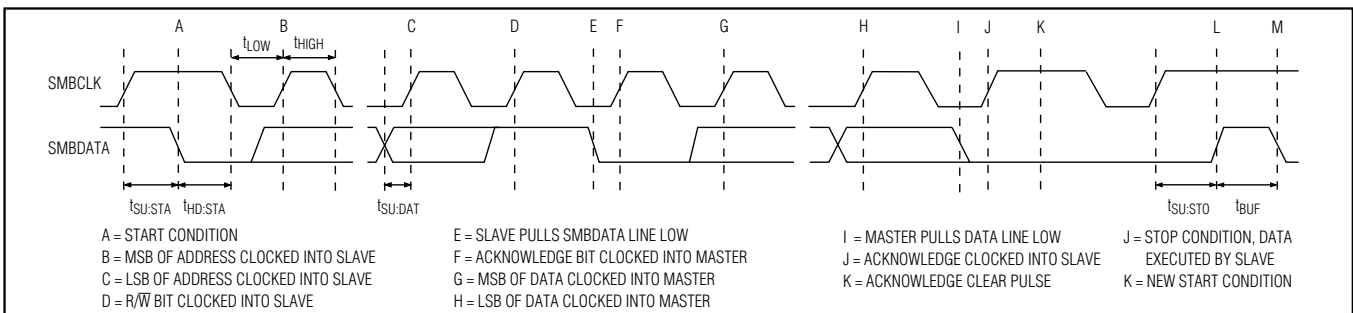 A B C D E F G H I J K L M
tLOW tHIGH
SMBCLK
SMBDATA
tSU:STA tHD:STA tSU:DAT tSU:STO tBUF
A = START CONDITION
B = MSB OF ADDRESS CLOCKED INTO SLAVE
C = LSB OF ADDRESS CLOCKED INTO SLAVE
D = R/W̅ BIT CLOCKED INTO SLAVE
E = SLAVE PULLS SMBDATA LINE LOW
F = ACKNOWLEDGE BIT CLOCKED INTO MASTER
G = MSB OF DATA CLOCKED INTO MASTER
H = LSB OF DATA CLOCKED INTO MASTER
I = MASTER PULLS DATA LINE LOW
J = ACKNOWLEDGE CLOCKED INTO SLAVE
K = ACKNOWLEDGE CLEAR PULSE
J = STOP CONDITION, DATA
EXECUTED BY SLAVE
K = NEW START CONDITION